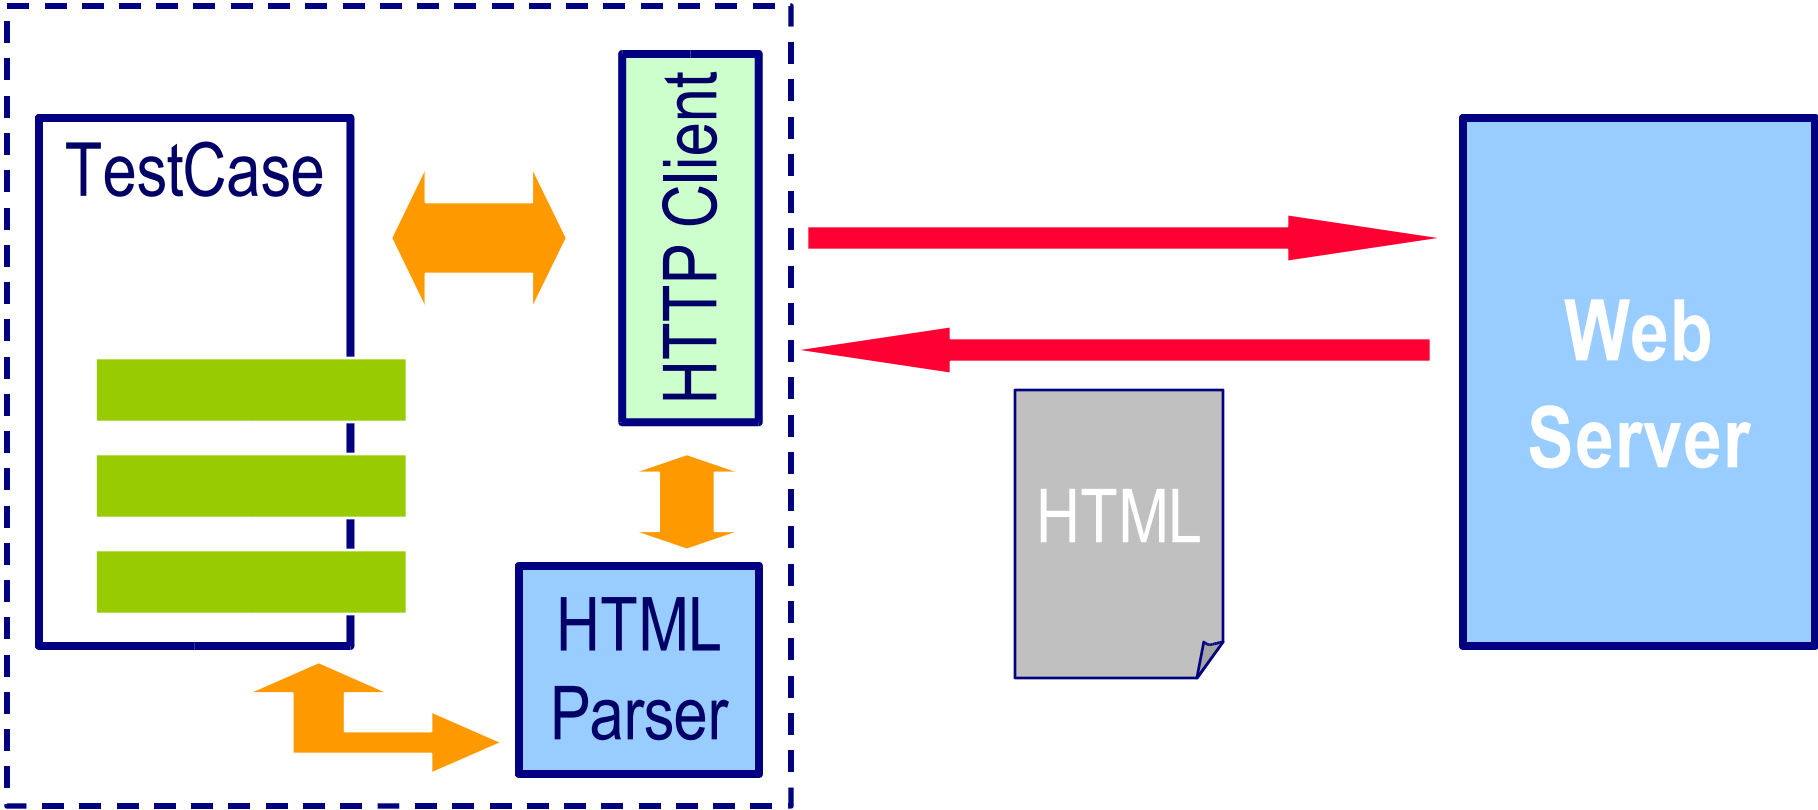 TestCase
HTTP Client
HTML
Parser
HTML
Web
Server